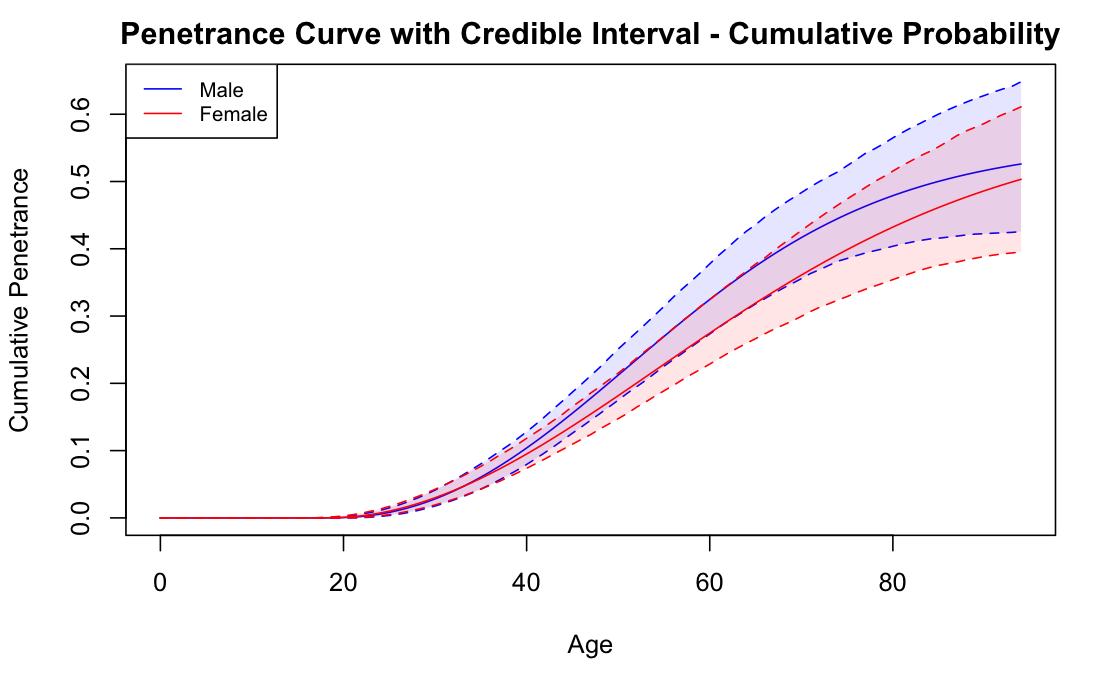 Penetrance Curve with Credible Interval - Cumulative Probability
Male
Female
Cumulative Penetrance
0.6
0.5
0.4
0.3
0.2
0.1
0.0
0 20 40 60 80
Age